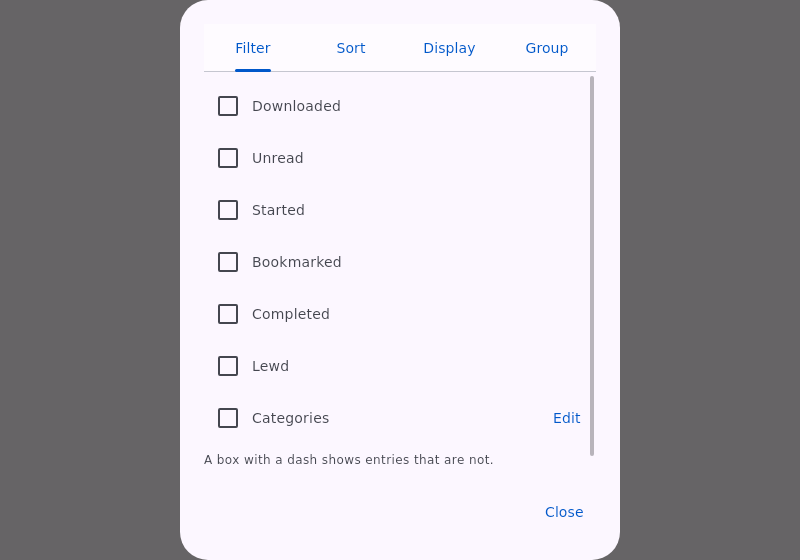 Filter Sort Display Group
Downloaded
Unread
Started
Bookmarked
Completed
Lewd
Categories Edit
A box with a dash shows entries that are not.
Close